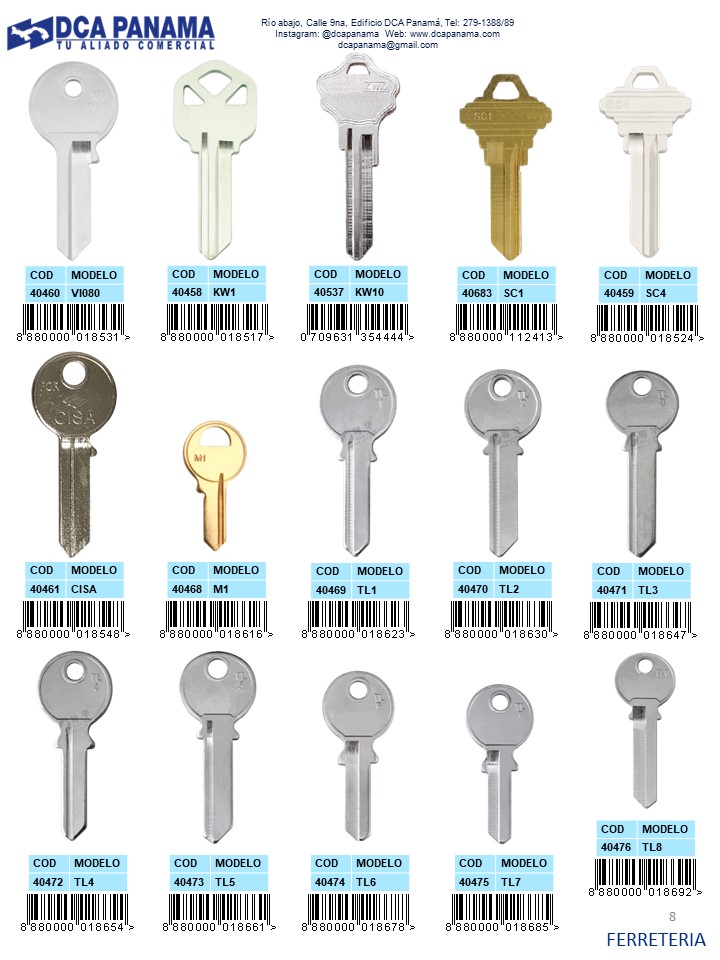 DCA PANAMA
TU ALIADO COMERCIAL
Río abajo, Calle 9na, Edificio DCA Panamá, Tel: 279-1388/89
Instagram: @dcapanama Web: www.dcapanama.com
dcapanama@gmail.com
KW10
SC1
SC4
COD MODELO
40460 VI080
8 880000 018531 >
COD MODELO
40458 KW1
8 880000 018517 >
COD MODELO
40537 KW10
0 709631 354444 >
COD MODELO
40683 SC1
8 880000 112413 >
COD MODELO
40459 SC4
8 880000 018524 >
CISA
M1
COD MODELO
40461 CISA
8 880000 018548 >
COD MODELO
40468 M1
8 880000 018616 >
COD MODELO
40469 TL1
8 880000 018623 >
COD MODELO
40470 TL2
8 880000 018630 >
COD MODELO
40471 TL3
8 880000 018647 >
COD MODELO
40472 TL4
8 880000 018654 >
COD MODELO
40473 TL5
8 880000 018661 >
COD MODELO
40474 TL6
8 880000 018678 >
COD MODELO
40475 TL7
8 880000 018685 >
COD MODELO
40476 TL8
8 880000 018692 >
8
FERRETERIA